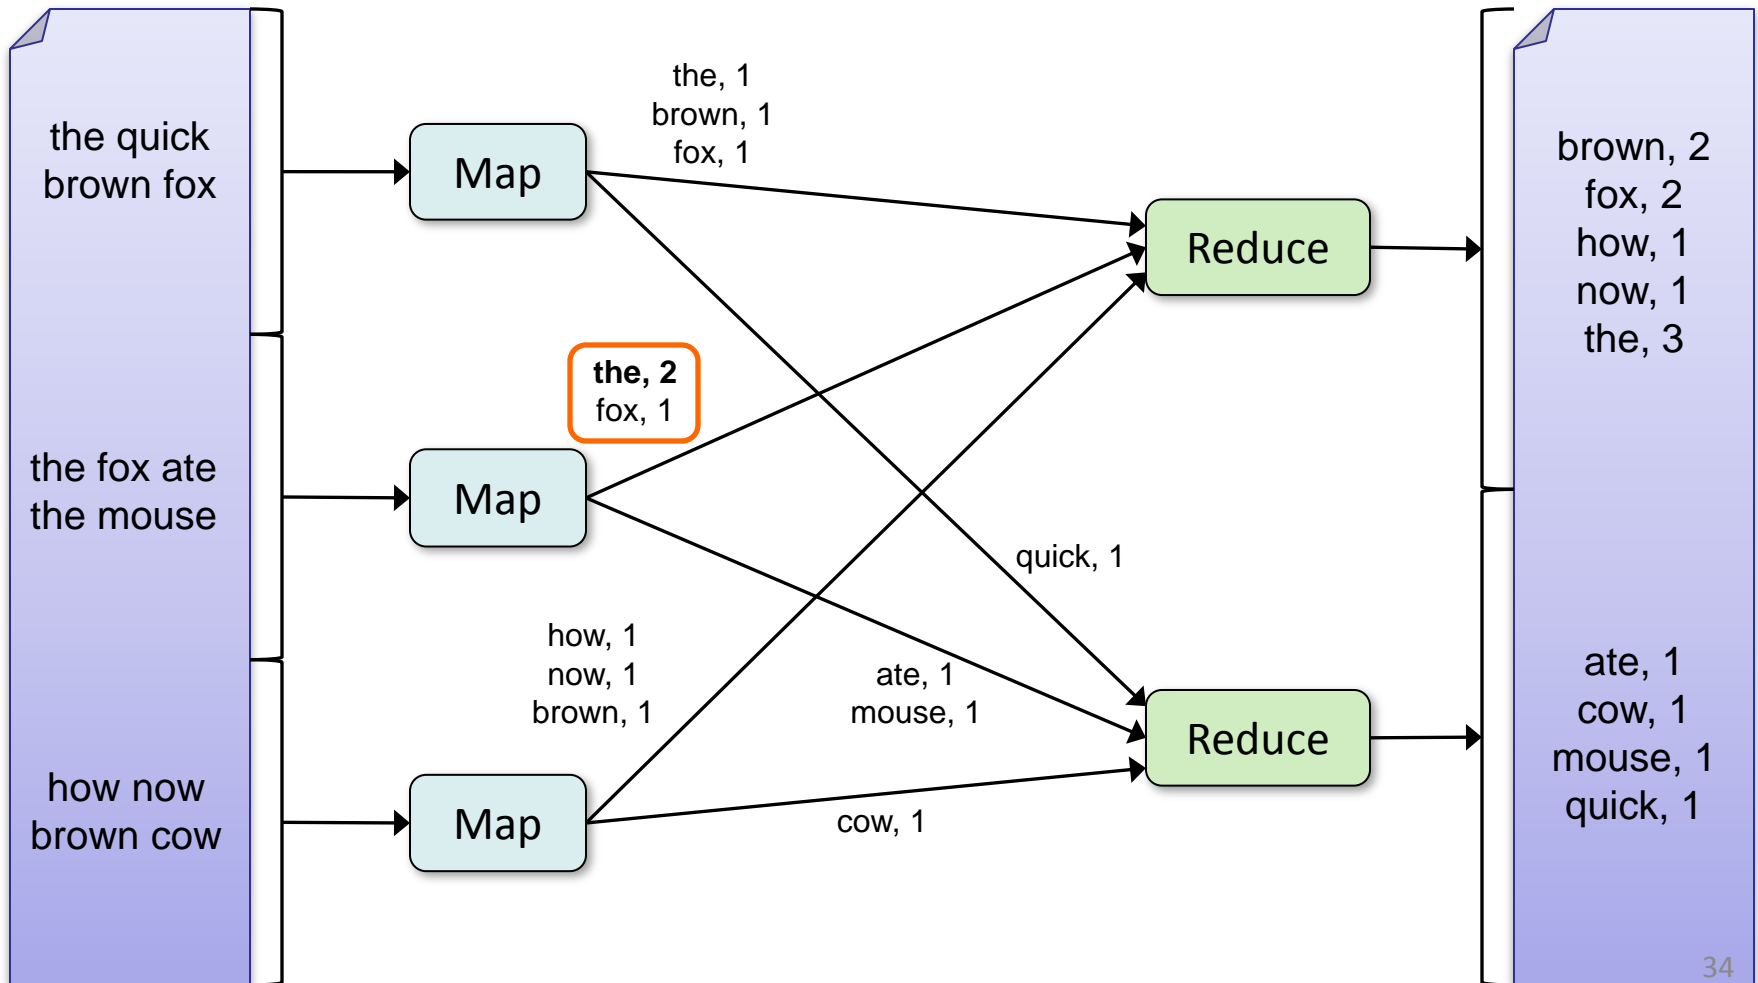 the quick
brown fox
the fox ate
the mouse
how now
brown cow
Map
Map
Map
the, 1
brown, 1
fox, 1
the, 2
fox, 1
how, 1
now, 1
brown, 1
quick, 1
ate, 1
mouse, 1
cow, 1
Reduce
Reduce
brown, 2
fox, 2
how, 1
now, 1
the, 3
ate, 1
cow, 1
mouse, 1
quick, 1
34